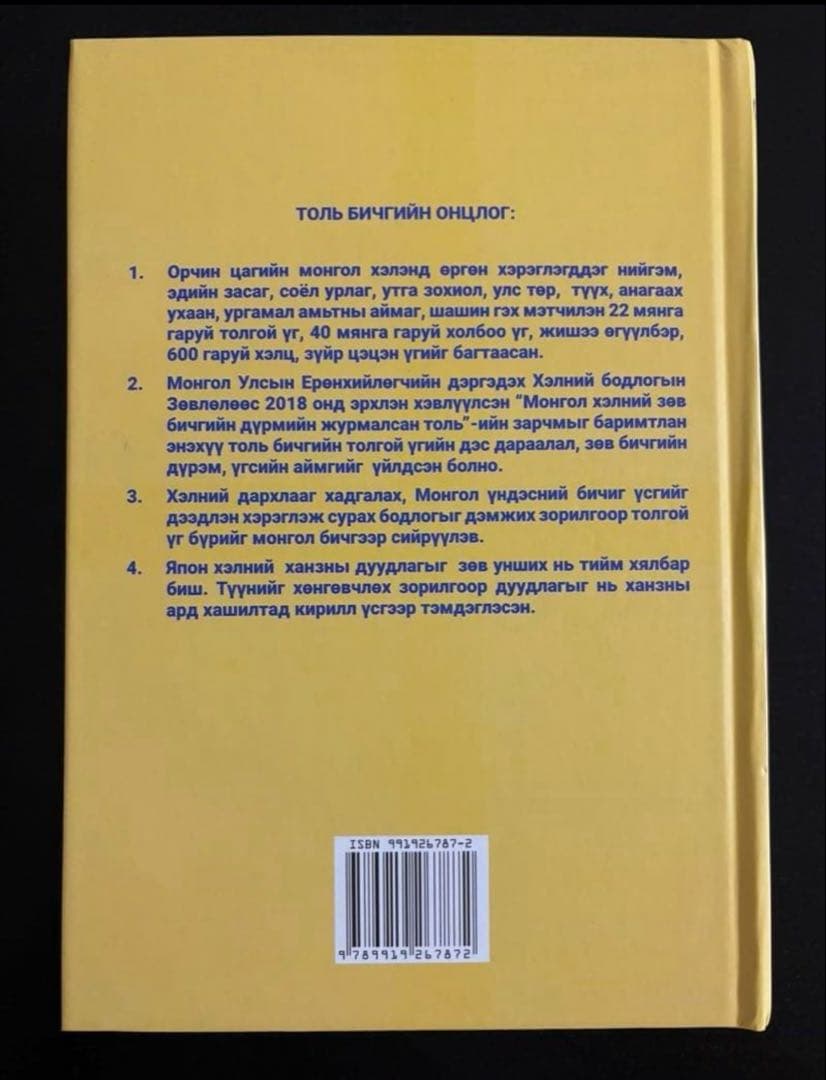 ТОЛЬ БИЧГИЙН ОНЦЛОГ:
1. Орчин цагийн монгол хэлэнд өргөн хэрэглэгддэг нийгэм,
эдийн засаг, соёл урлаг, утга зохиол, улс төр, түүх, анагаах
ухаан, ургамал амьтны аймаг, шашин гэх мэтчилэн 22 мянга
гаруй толгой үг, 40 мянга гаруй холбоо үг, жишээ өгүүлбэр,
600 гаруй хэлц, зүйр цэцэн үгийг багтаасан.
2. Монгол Улсын Ерөнхийлөгчийн дэргэдэх Хэлний бодлогын
Зөвлөлөөс 2018 онд эрхлэн хэвлүүлсэн “Монгол хэлний зөв
бичгийн дүрмийн журмалсан толь”-ийн зарчмыг баримтлан
энэхүү толь бичгийн толгой үгийн дэс дараалал, зөв бичгийн
дүрэм, үгсийн аймгийг үйлдсэн болно.
3. Хэлний дархлааг хадгалах, Монгол үндэсний бичиг үсгийг
дээдлэн хэрэглэж сурах бодлогыг дэмжих зорилгоор толгой
үг бүрийг монгол бичгээр сийрүүлэв.
4. Япон хэлний ханзны дуудлагыг зөв унших нь тийм хялбар
биш. Түүнийг хөнгөвчлөх зорилгоор дуудлагыг нь ханзны
ард хашилтад кирилл үсгээр тэмдэглэсэн.
ISBN 991926787-2
9 789919 267872